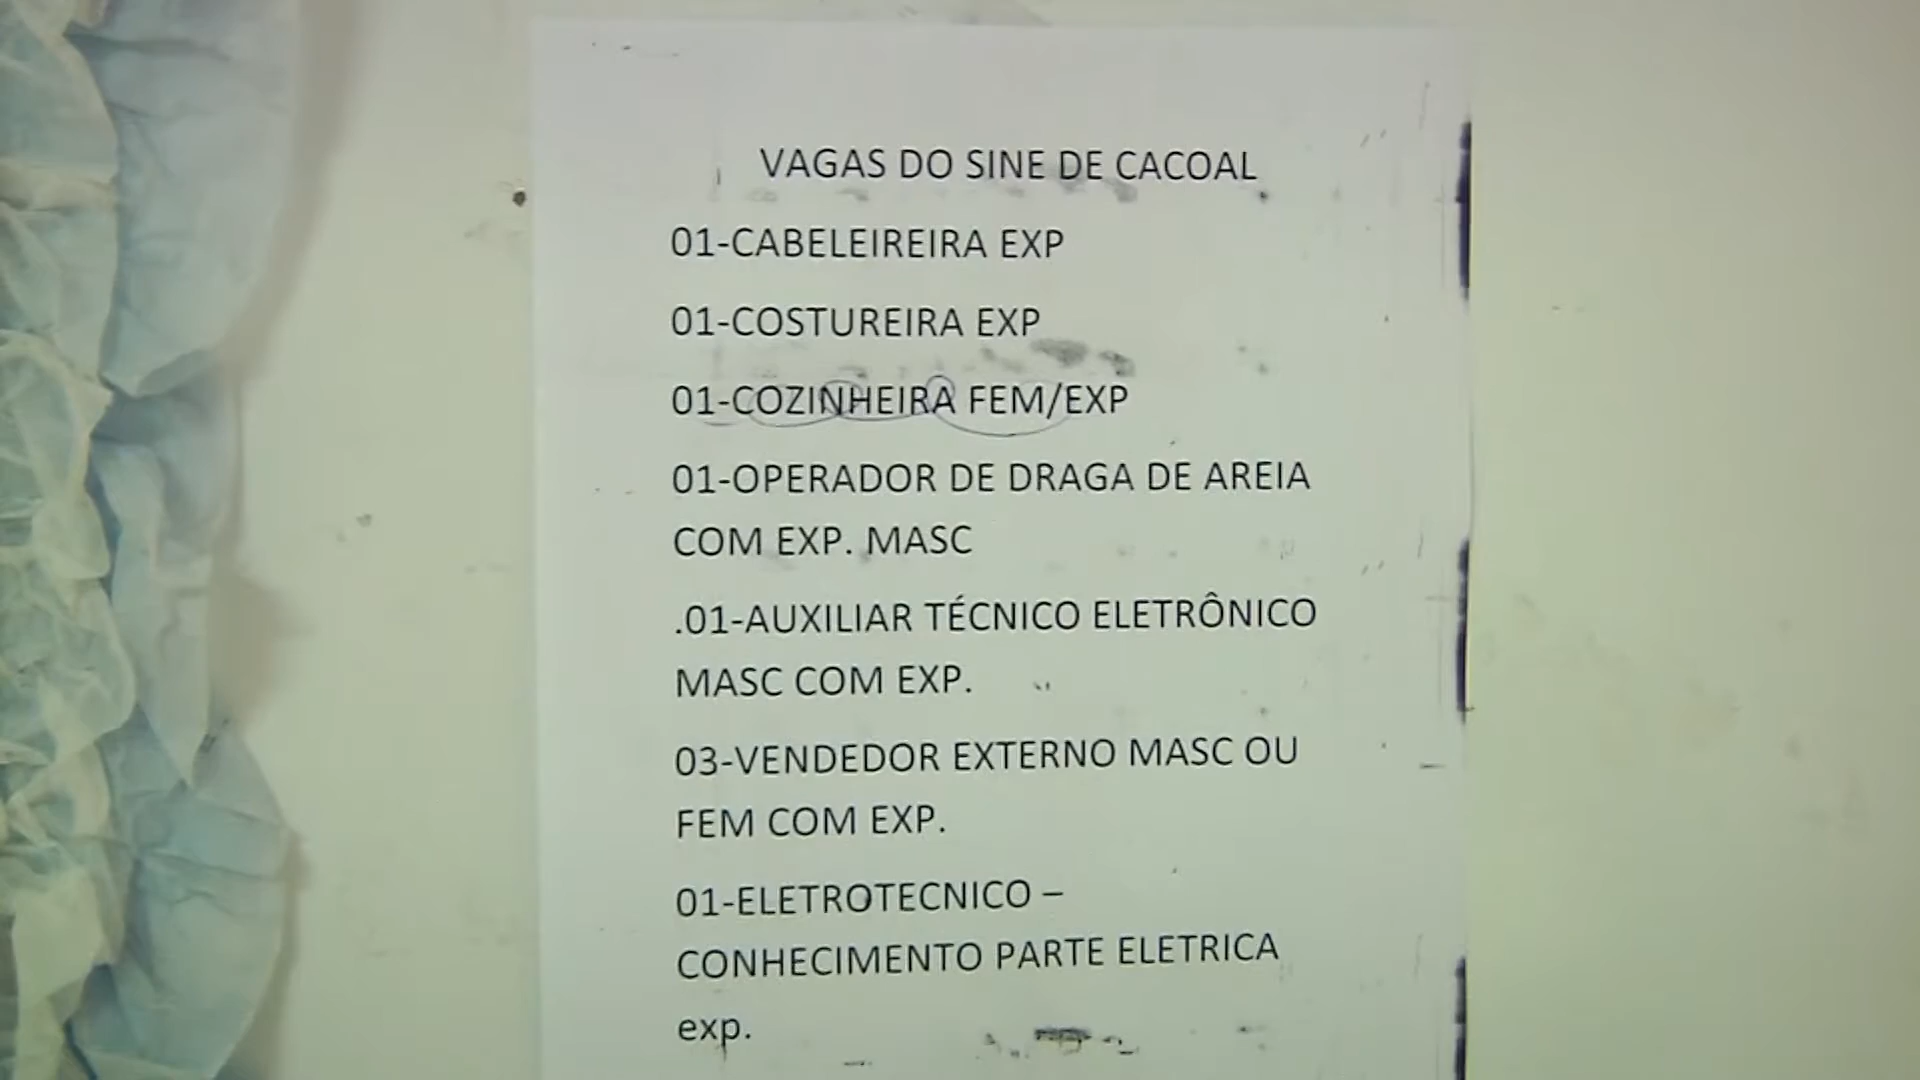 VAGAS DO SINE DE CACOAL
01-CABELEIREIRA EXP
01-COSTUREIRA EXP
01-COZINHEIRA FEM/EXP
01-OPERADOR DE DRAGA DE AREIA
COM EXP. MASC
.01-AUXILIAR TÉCNICO ELETRÔNICO
MASC COM EXP.
03-VENDEDOR EXTERNO MASC OU
FEM COM EXP.
01-ELETROTECNICO –
CONHECIMENTO PARTE ELETRICA
exp.